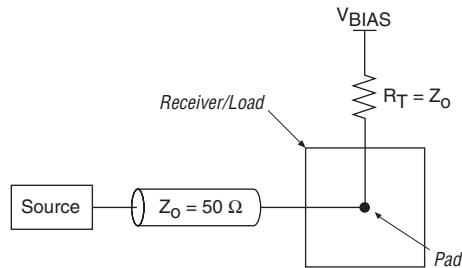 VBIAS
RT = ZO
Receiver/Load
Source
ZO = 50 Ω
Pad